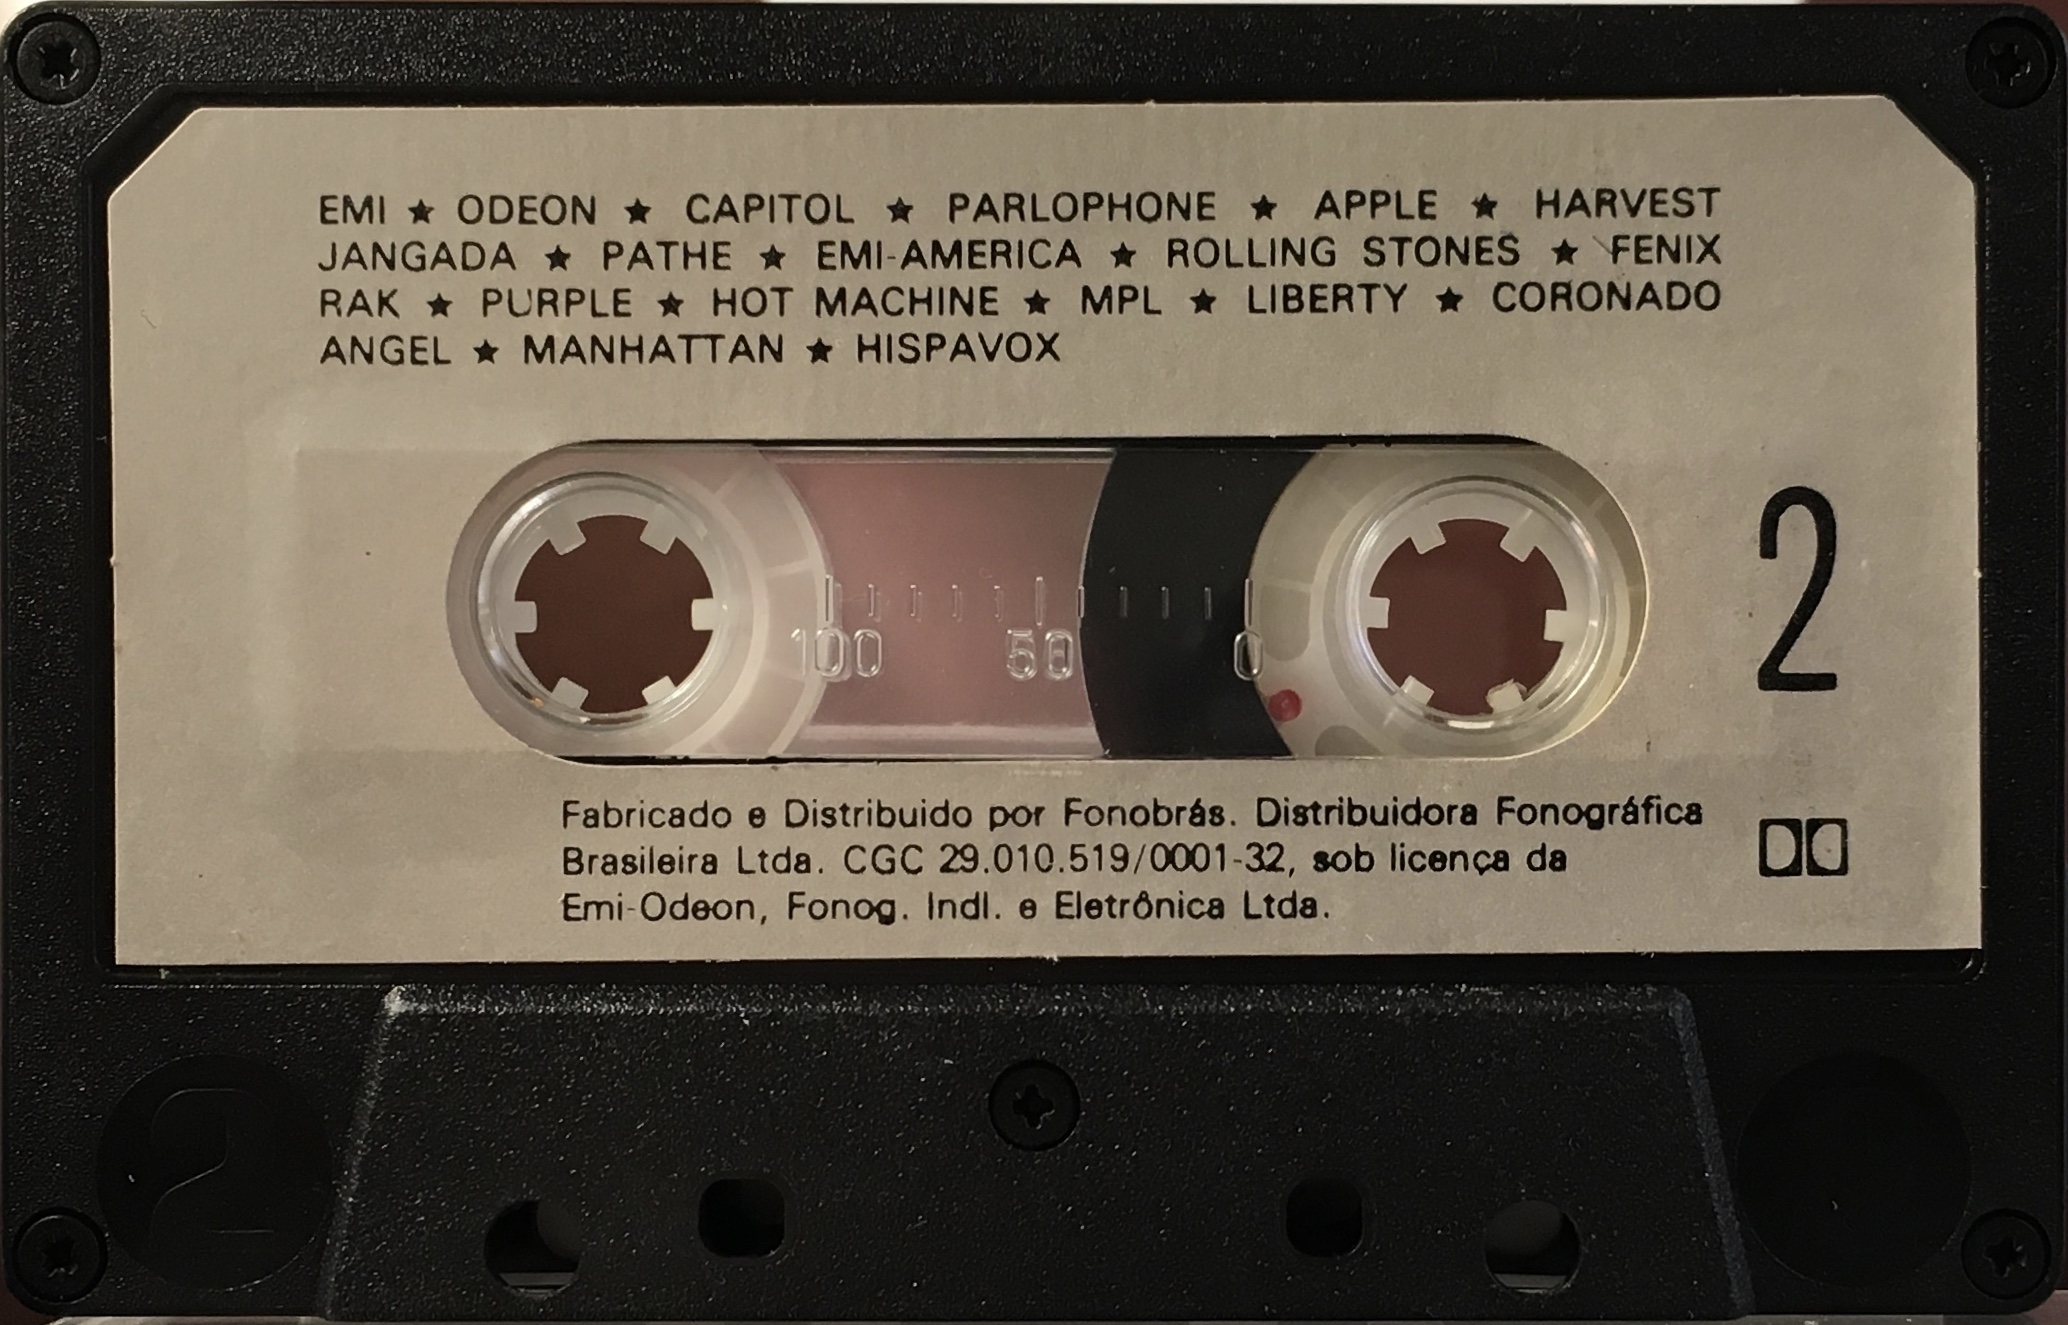 EMI ★ ODEON ★ CAPITOL ★ PARLOPHONE ★ APPLE ★ HARVEST
JANGADA ★ PATHE ★ EMI-AMERICA ★ ROLLING STONES ★ FENIX
RAK ★ PURPLE ★ HOT MACHINE ★ MPL ★ LIBERTY ★ CORONADO
ANGEL ★ MANHATTAN ★ HISPAVOX
100 50 0
2
Fabricado e Distribuido por Fonobrás. Distribuidora Fonográfica
Brasileira Ltda. CGC 29.010.519/0001-32, sob licença da
Emi-Odeon, Fonog. Indl. e Eletrônica Ltda.
2